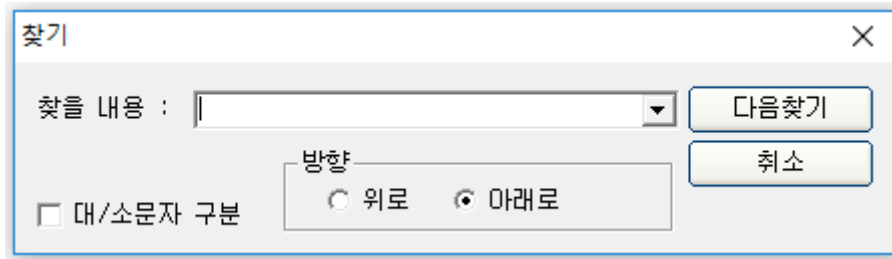 찾기
찾을 내용 :
다음찾기
취소
방향
위로 아래로
대/소문자 구분